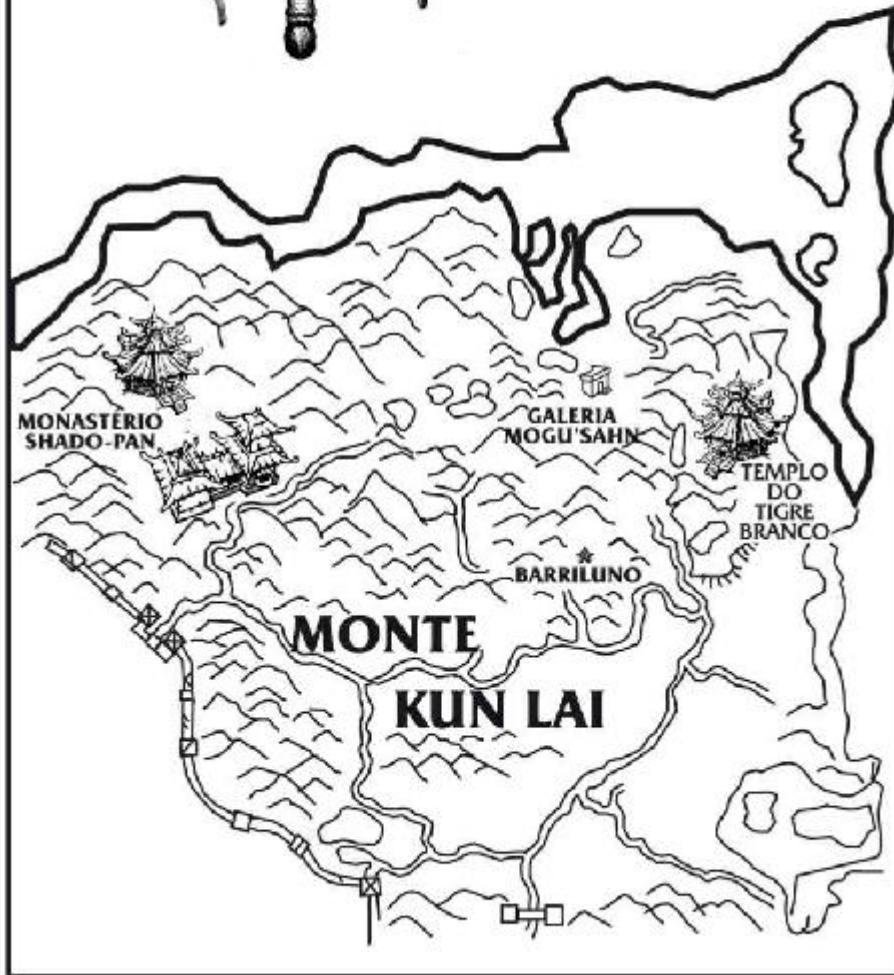 MONASTÉRIO
SHADO-PAN
GALERIA
MOGU'SAHN
TEMPLO
DO
TIGRE
BRANCO
BARRILUNO
MONTE
KUN LAI